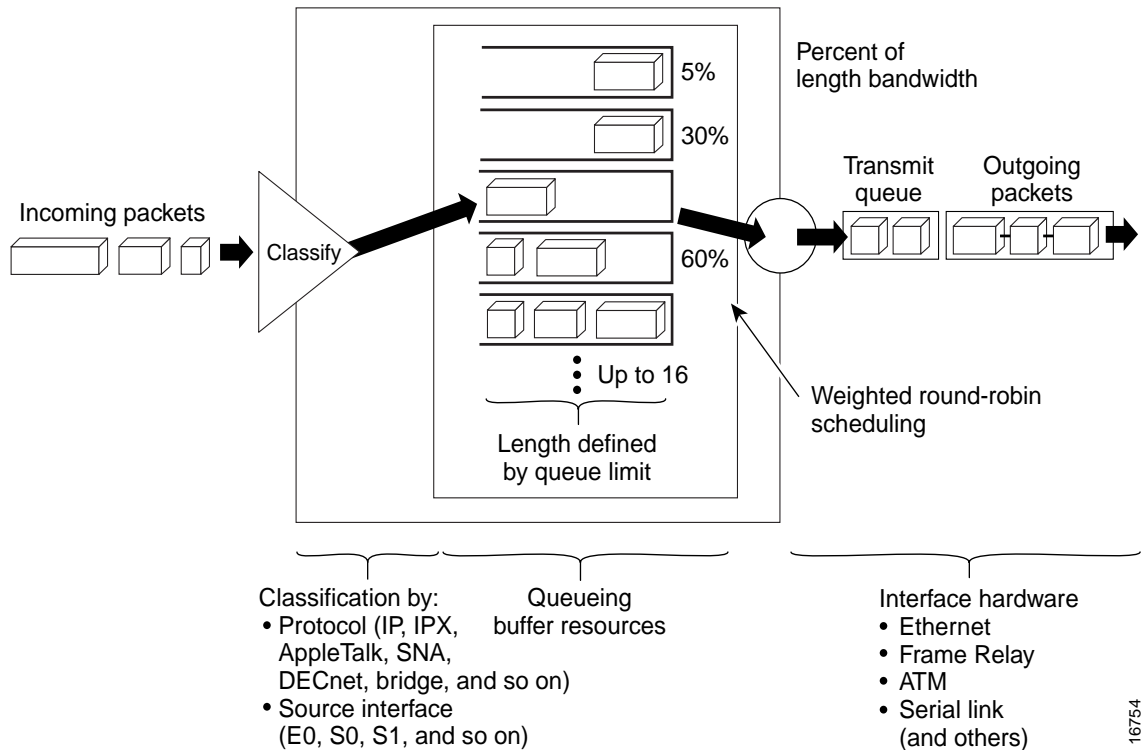 5%
Percent of
length bandwidth
30%
Transmit
queue
Outgoing
packets
Incoming packets
Classify
60%
Up to 16
Weighted round-robin
scheduling
Length defined
by queue limit
Classification by:
• Protocol (IP, IPX,
AppleTalk, SNA,
DECnet, bridge, and so on)
• Source interface
(E0, S0, S1, and so on)
Queueing
buffer resources
Interface hardware
• Ethernet
• Frame Relay
• ATM
• Serial link
(and others)
16754